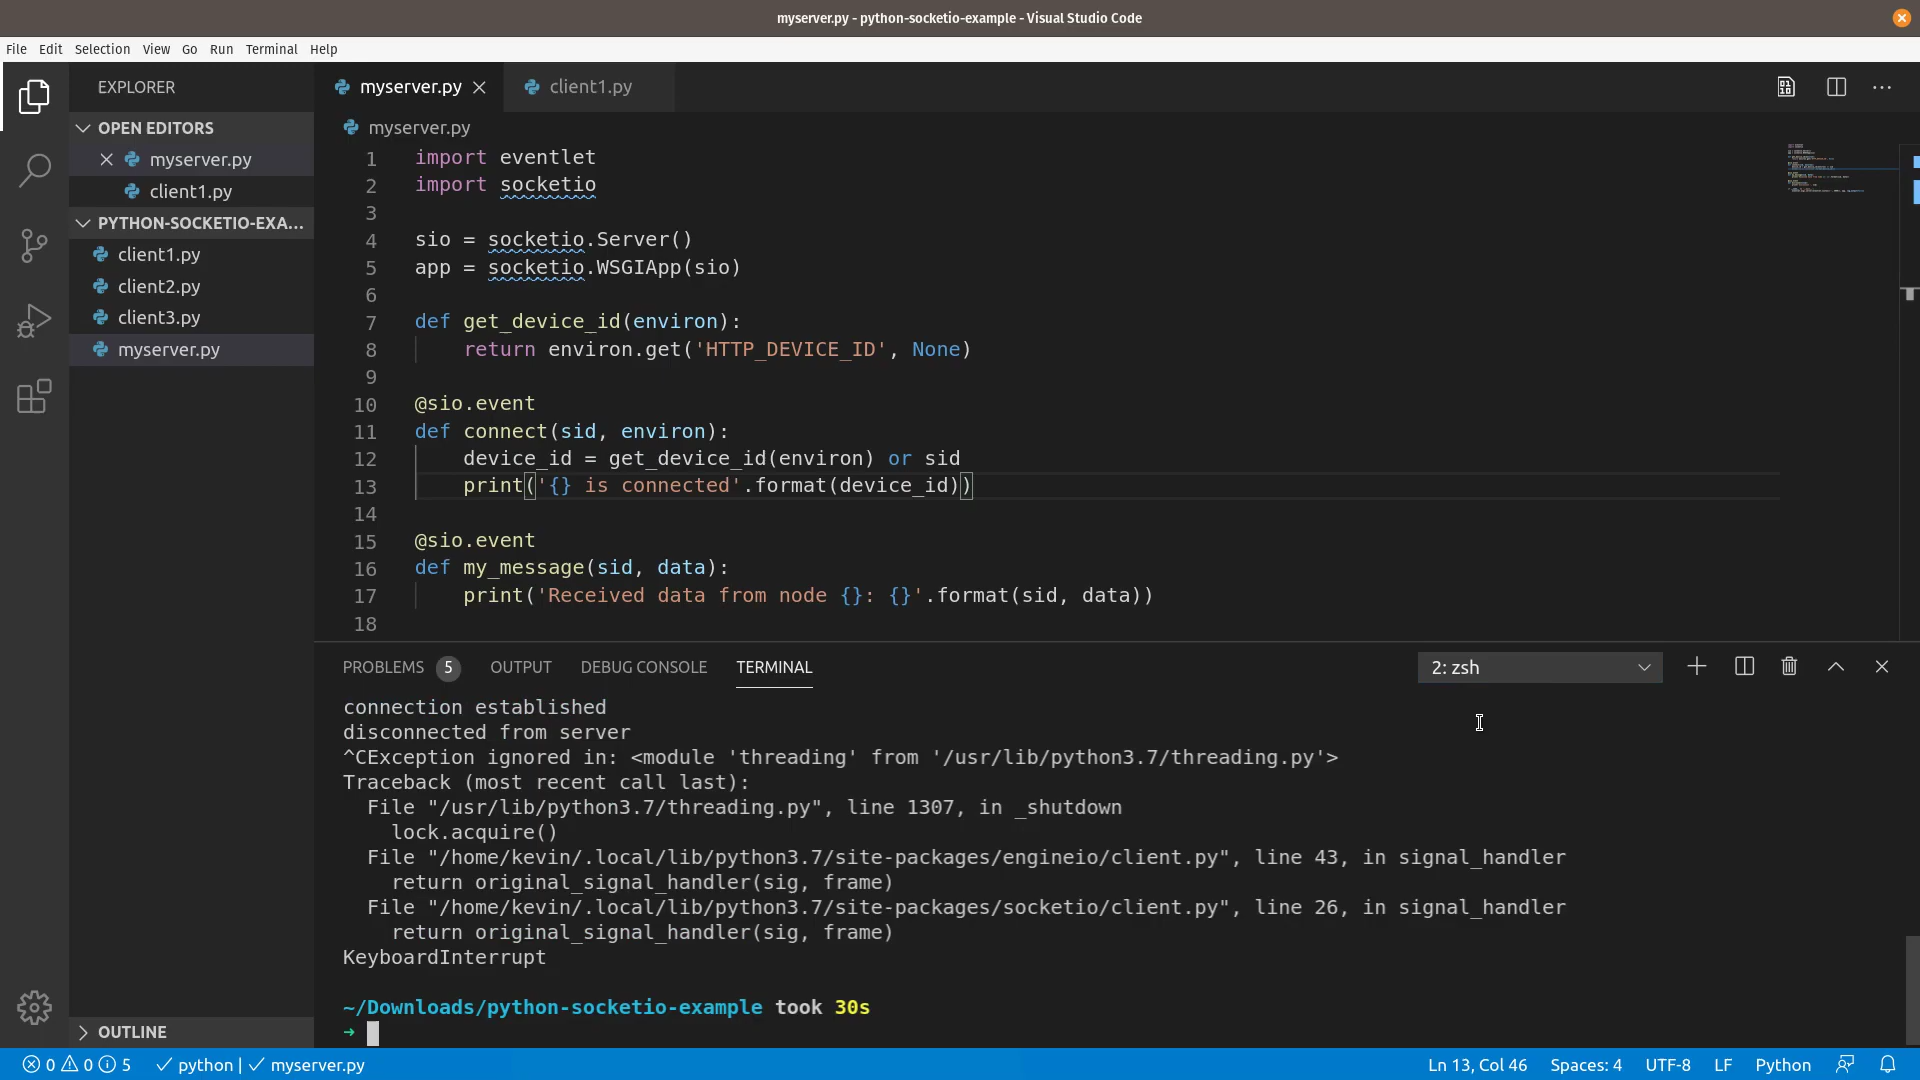 myserver.py - python-socketio-example - Visual Studio Code
File Edit Selection View Go Run Terminal Help
EXPLORER
OPEN EDITORS
myserver.py
client1.py
PYTHON-SOCKETIO-EXA...
client1.py
client2.py
client3.py
myserver.py
OUTLINE
myserver.py client1.py
myserver.py
1 import eventlet
2 import socketio
3
4 sio = socketio.Server()
5 app = socketio.WSGIApp(sio)
6
7 def get_device_id(environ):
8     return environ.get('HTTP_DEVICE_ID', None)
9
10 @sio.event
11 def connect(sid, environ):
12     device_id = get_device_id(environ) or sid
13     print('{} is connected'.format(device_id))
14
15 @sio.event
16 def my_message(sid, data):
17     print('Received data from node {}: {}'.format(sid, data))
18
PROBLEMS 5 OUTPUT DEBUG CONSOLE TERMINAL 2: zsh
connection established
disconnected from server
^CException ignored in: <module 'threading' from '/usr/lib/python3.7/threading.py'>
Traceback (most recent call last):
  File "/usr/lib/python3.7/threading.py", line 1307, in _shutdown
    lock.acquire()
  File "/home/kevin/.local/lib/python3.7/site-packages/engineio/client.py", line 43, in signal_handler
    return original_signal_handler(sig, frame)
  File "/home/kevin/.local/lib/python3.7/site-packages/socketio/client.py", line 26, in signal_handler
    return original_signal_handler(sig, frame)
KeyboardInterrupt
~/Downloads/python-socketio-example took 30s
➜
0 0 5 python | myserver.py Ln 13, Col 46 Spaces: 4 UTF-8 LF Python